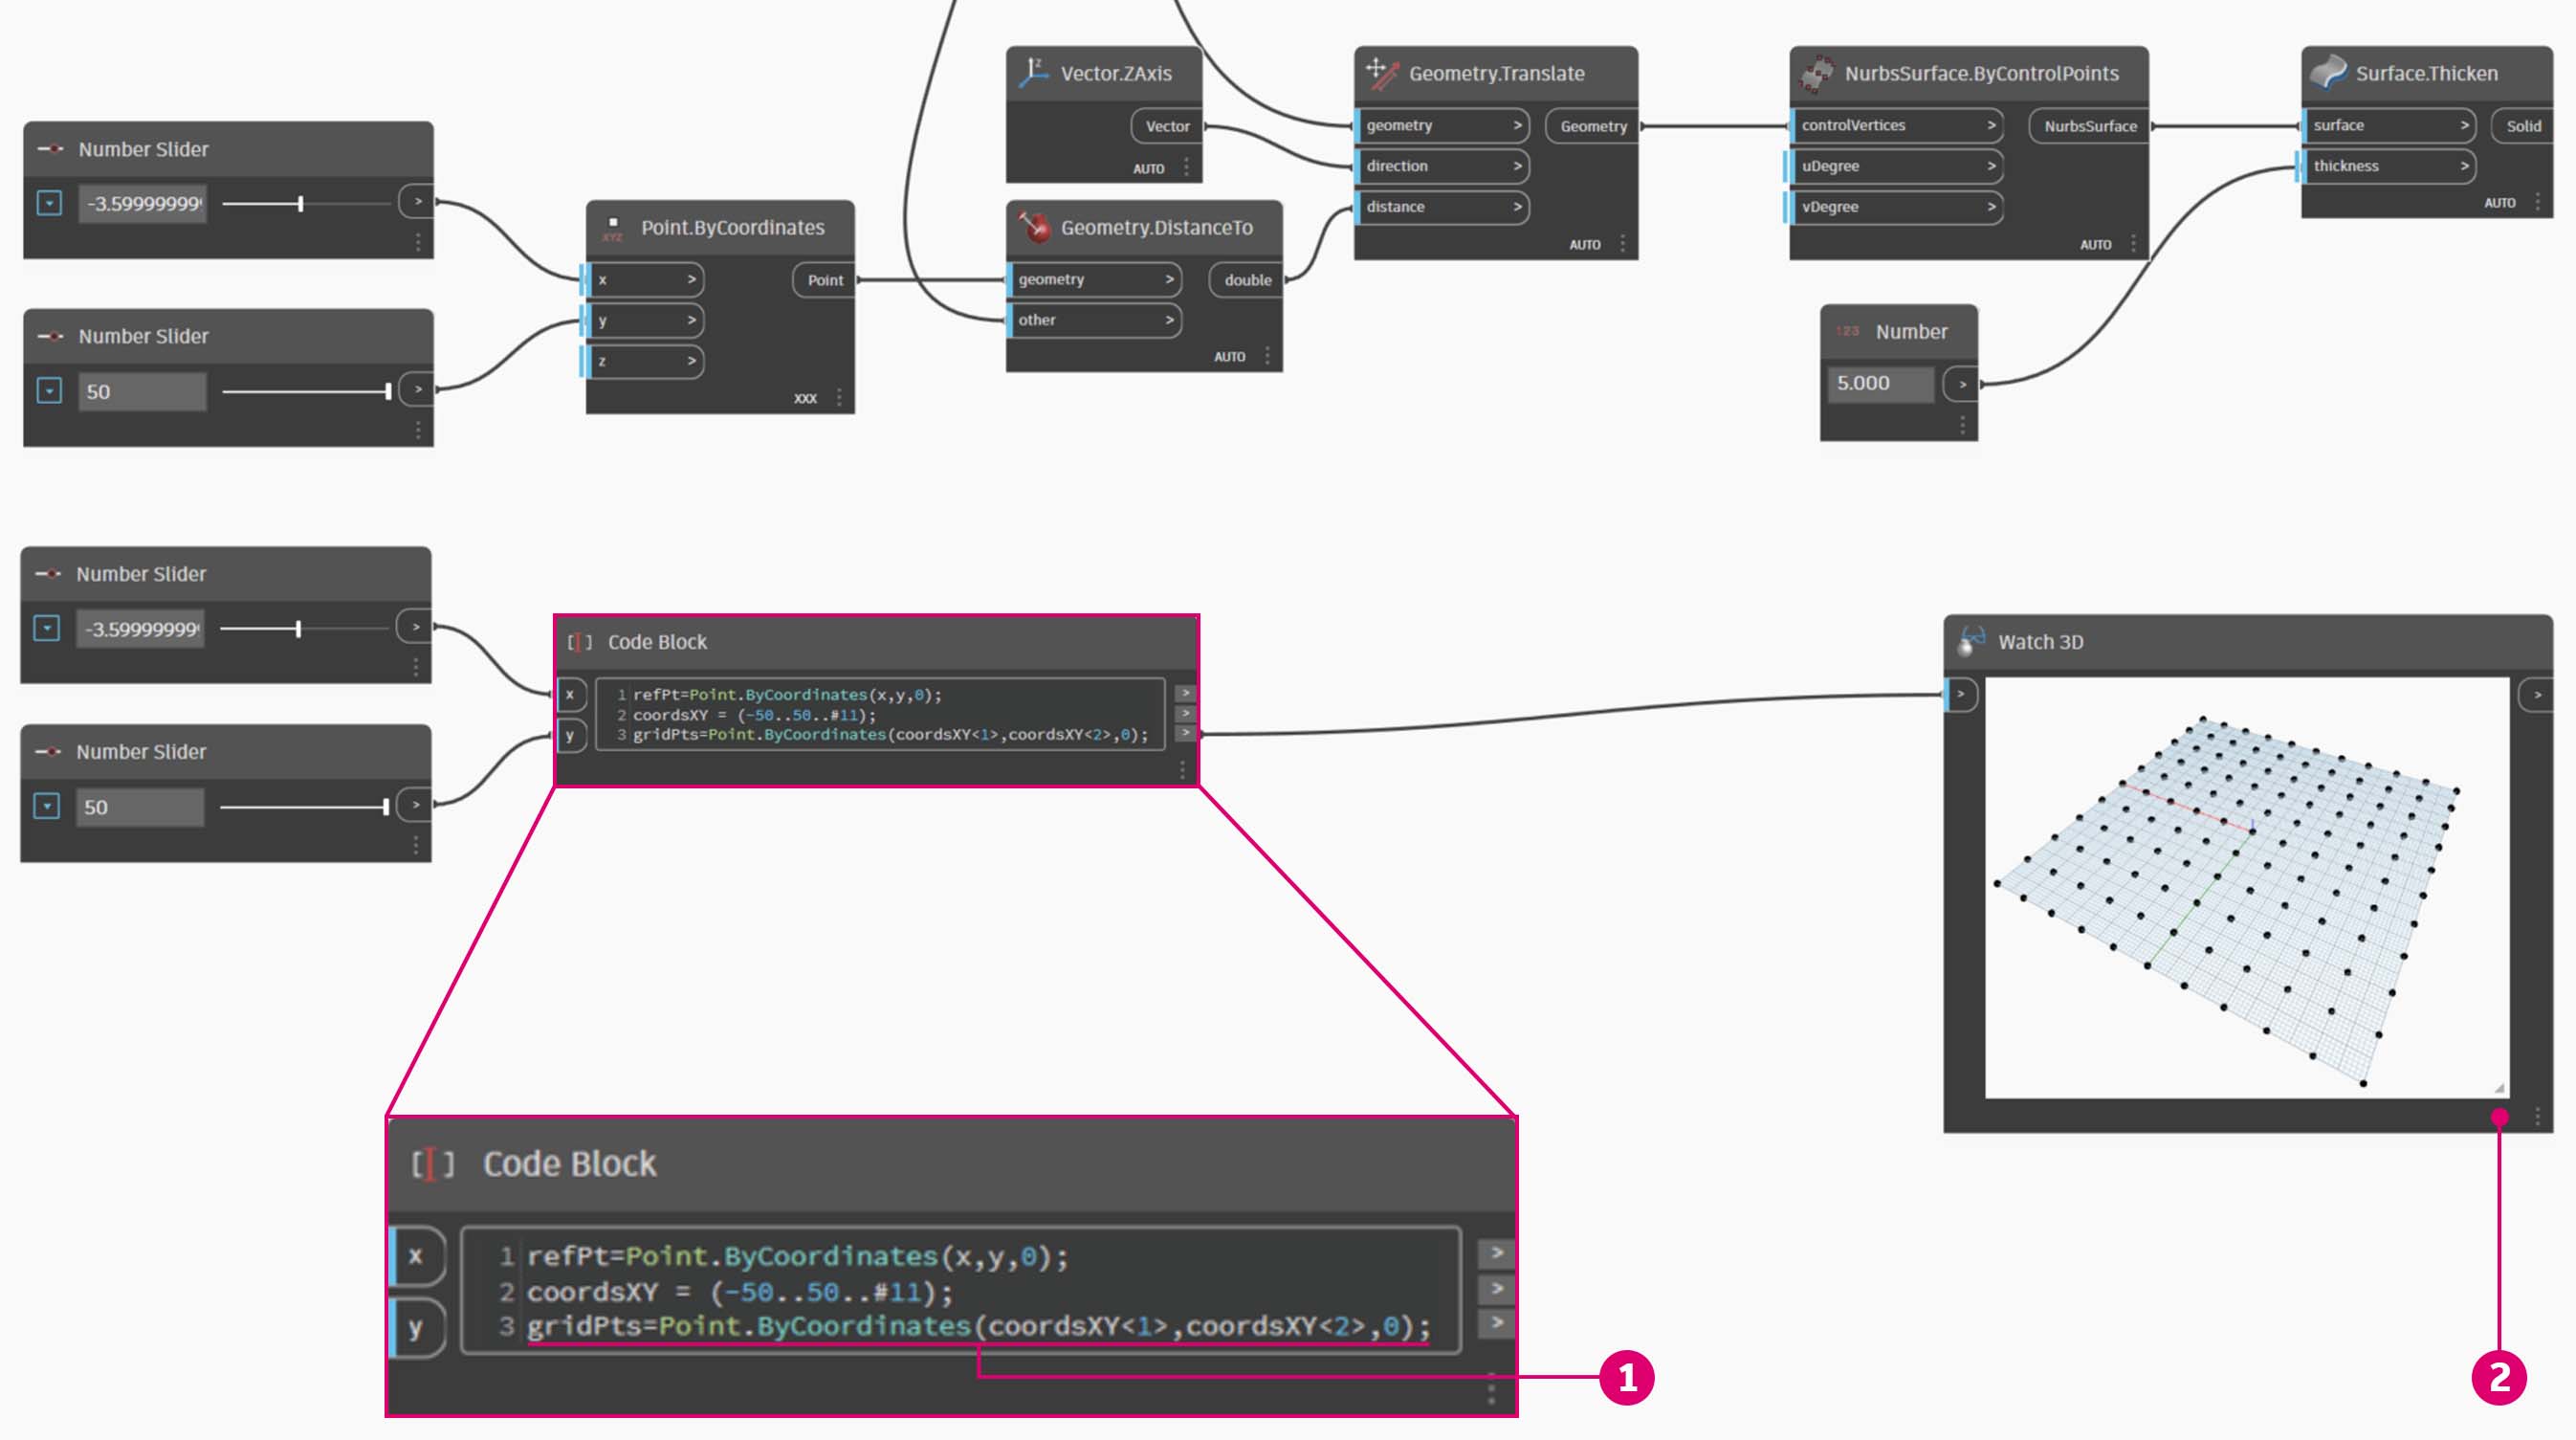 Vector.ZAxis
Vector
AUTO
Geometry.Translate
geometry > Geometry
direction >
distance >
AUTO
NurbsSurface.ByControlPoints
controlVertices > NurbsSurface
uDegree >
vDegree >
AUTO
Surface.Thicken
surface > Solid
thickness >
AUTO
Number Slider
-3.59999999 >
Number Slider
50 >
XYZ Point.ByCoordinates
x > Point
y >
z >
XXX
Geometry.DistanceTo
geometry > double
other >
AUTO
123 Number
5.000 >
Number Slider
-3.59999999 >
Number Slider
50 >
[I] Code Block
x 1 refPt=Point.ByCoordinates(x,y,0); >
2 coordsXY = (-50..50..#11); >
y 3 gridPts=Point.ByCoordinates(coordsXY<1>,coordsXY<2>,0); >
Watch 3D
> >
[I] Code Block
x 1 refPt=Point.ByCoordinates(x,y,0); >
2 coordsXY = (-50..50..#11); >
y 3 gridPts=Point.ByCoordinates(coordsXY<1>,coordsXY<2>,0); >
1
2